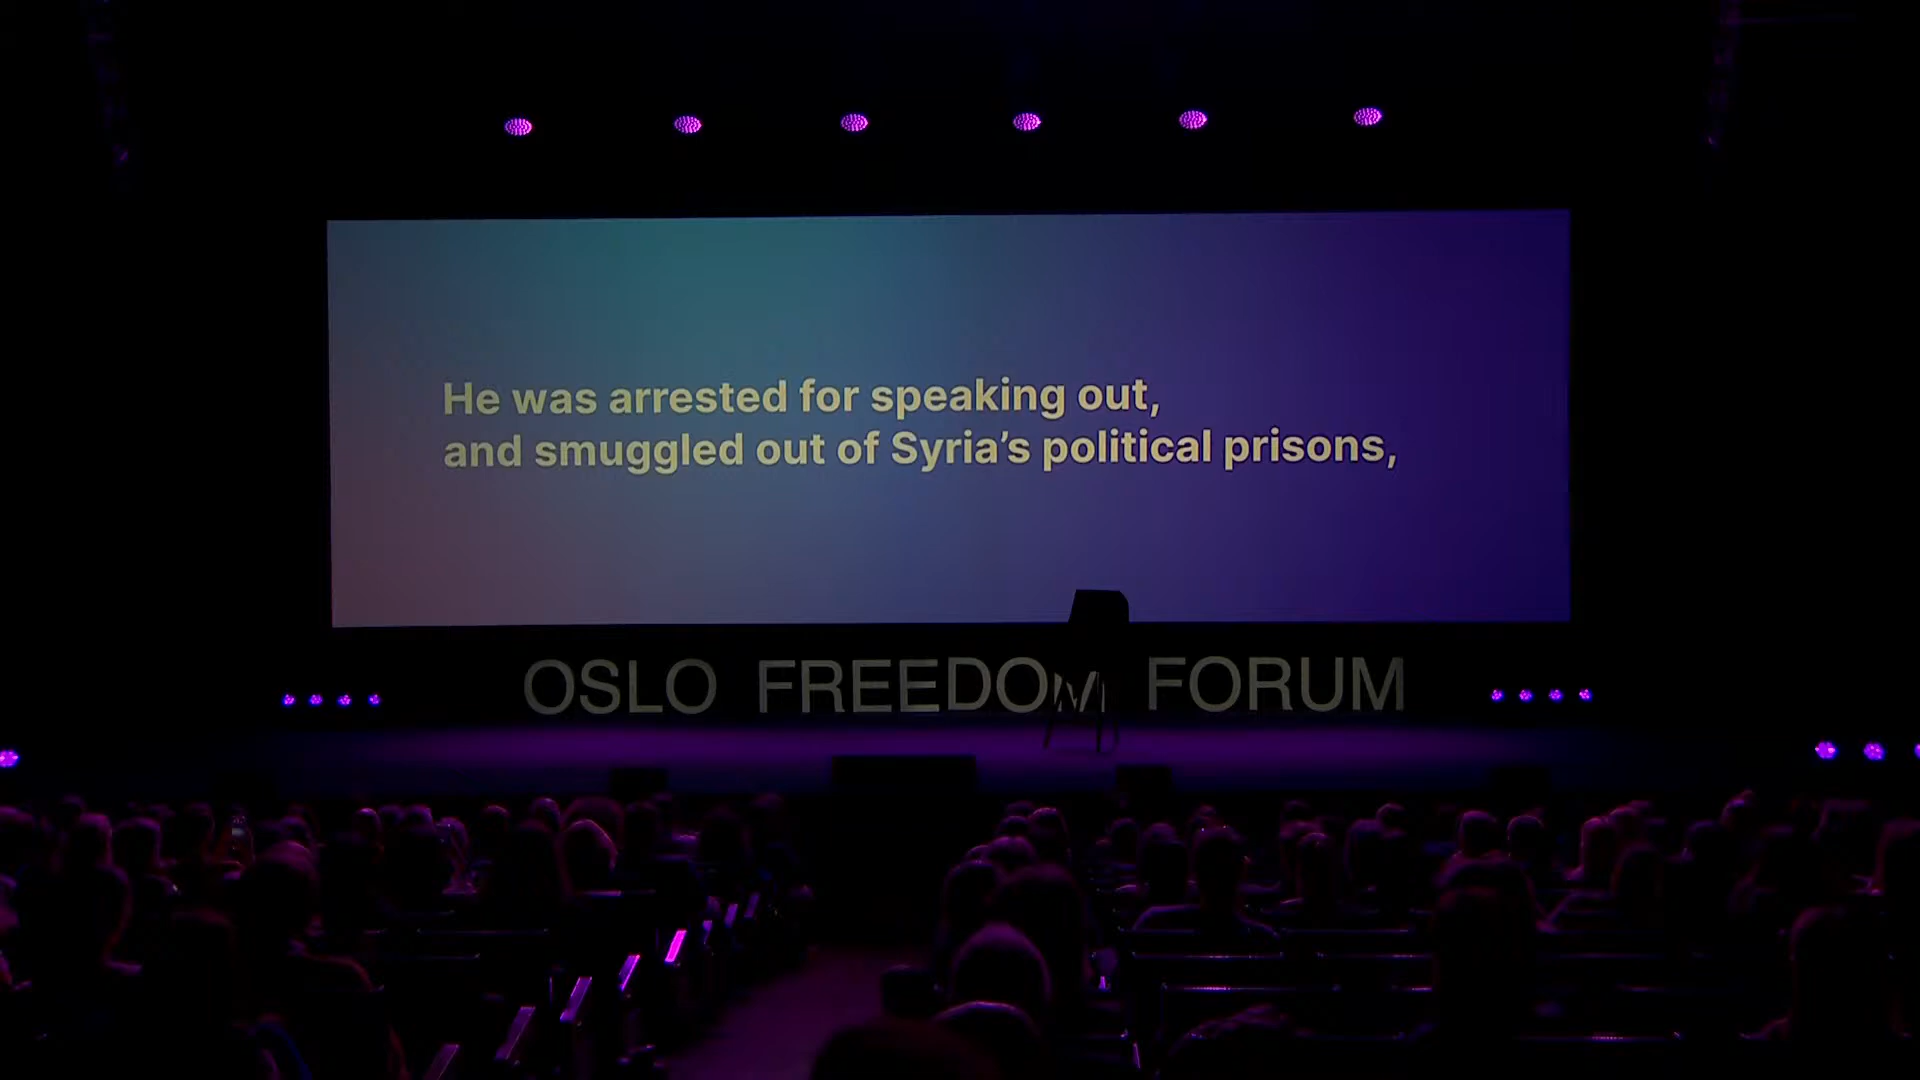 He was arrested for speaking out,
and smuggled out of Syria’s political prisons,
OSLO FREEDOM FORUM